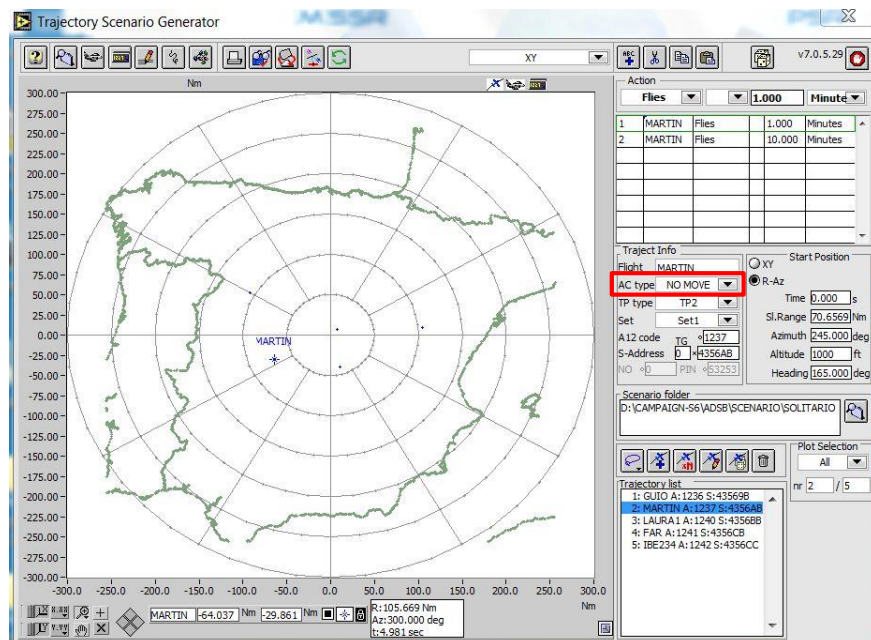 MSSR
Trajectory Scenario Generator
XY
v7.0.5.29
Nm
300.00
275.00
250.00
225.00
200.00
175.00
150.00
125.00
100.00
75.00
50.00
25.00
0.00
-25.00
-50.00
-75.00
-100.00
-125.00
-150.00
-175.00
-200.00
-225.00
-250.00
-275.00
-300.00
MARTIN
-300.0 -250.0 -200.0 -150.0 -100.0 -50.0 0.0 50.0 100.0 150.0 200.0 250.0 300.0
Nm
MARTIN -64.037 Nm -29.861 Nm
R:105.669 Nm
Az:300.000 deg
t:4.981 sec
Action
Flies 1.000 Minute
1 MARTIN Flies 1.000 Minutes
2 MARTIN Flies 10.000 Minutes
Traject Info
Flight MARTIN
AC type NO MOVE
TP type TP2
Set Set1
A12 code TG 1237
S-Address 0 4356AB
NO 0 PIN 53253
Start Position
XY
R-Az
Time 0.000 s
Sl.Range 70.6569 Nm
Azimuth 245.000 deg
Altitude 1000 ft
Heading 165.000 deg
Scenario folder
D:\CAMPAIGN-S6\ADSB\SCENARIO\SOLITARIO
Plot Selection
All
nr 2 / 5
Trajectory list
1: GUIO A:1236 S:43569B
2: MARTIN A:1237 S:4356AB
3: LAURA1 A:1240 S:4356BB
4: FAR A:1241 S:4356CB
5: IBE234 A:1242 S:4356CC